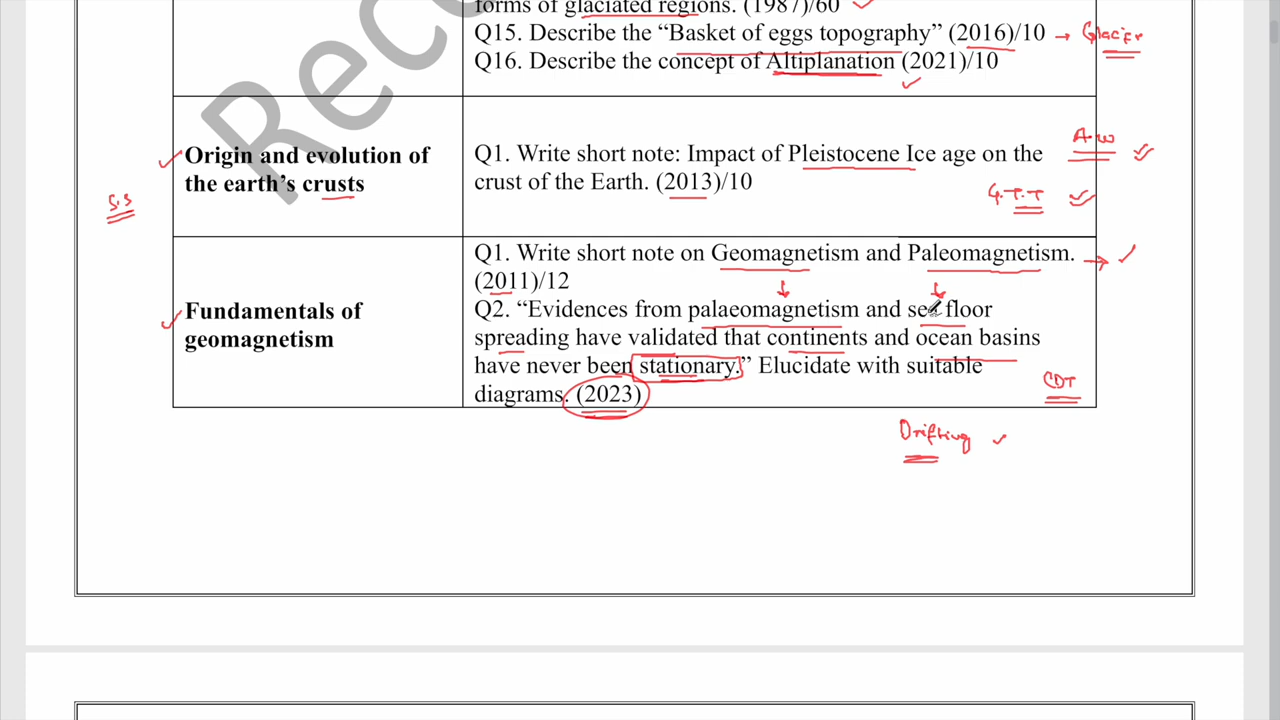 forms of glaciated regions. (1987)/60
Q15. Describe the “Basket of eggs topography” (2016)/10 → Glacier
Q16. Describe the concept of Altiplanation (2021)/10
Rec
Origin and evolution of
the earth’s crusts
S.S
Q1. Write short note: Impact of Pleistocene Ice age on the
crust of the Earth. (2013)/10
A.W
G.T.T
Fundamentals of
geomagnetism
Q1. Write short note on Geomagnetism and Paleomagnetism.
(2011)/12
Q2. “Evidences from palaeomagnetism and sea floor
spreading have validated that continents and ocean basins
have never been stationary.” Elucidate with suitable
diagrams. (2023)
CDT
Drifting